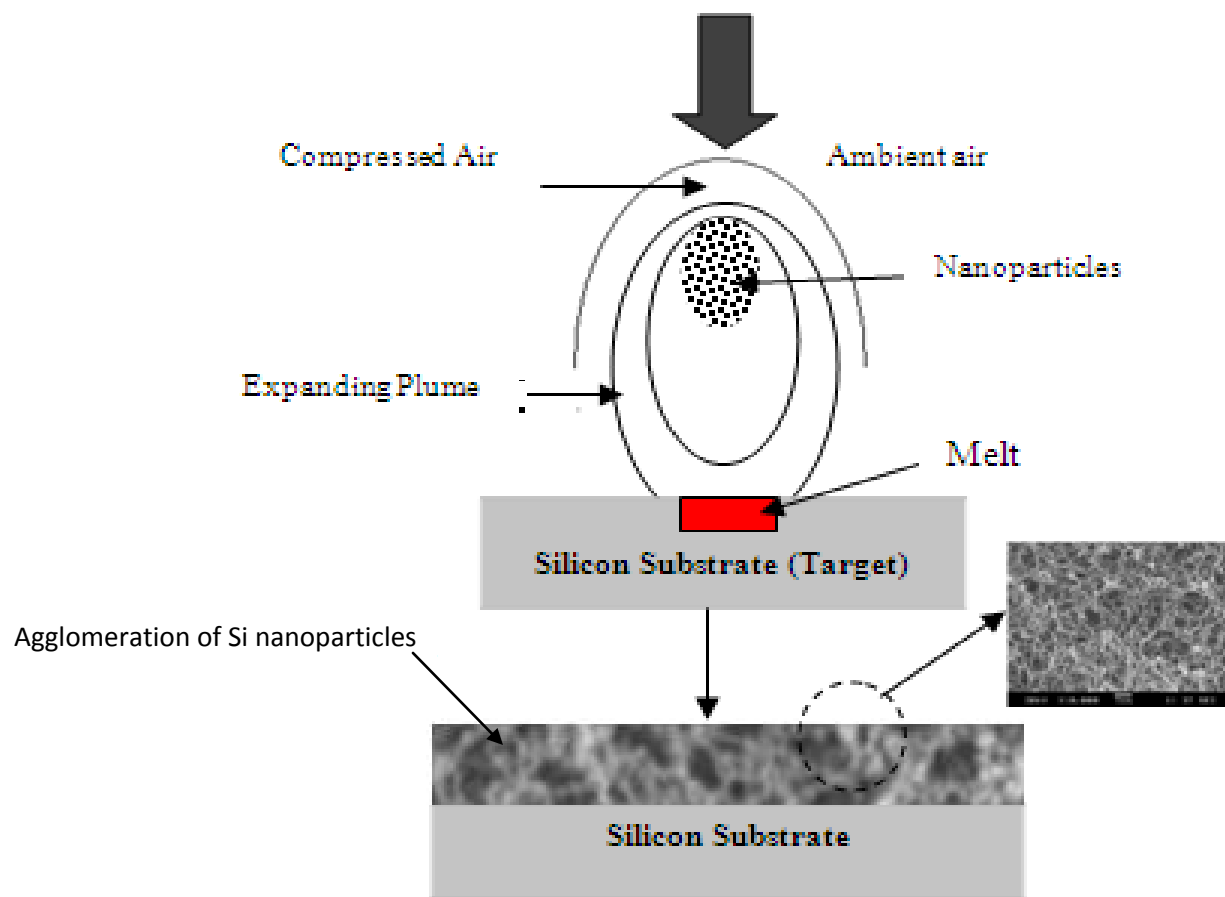 Compressed Air
Ambient air
Nanoparticles
Expanding Plume
Melt
Silicon Substrate (Target)
Agglomeration of Si nanoparticles
Silicon Substrate